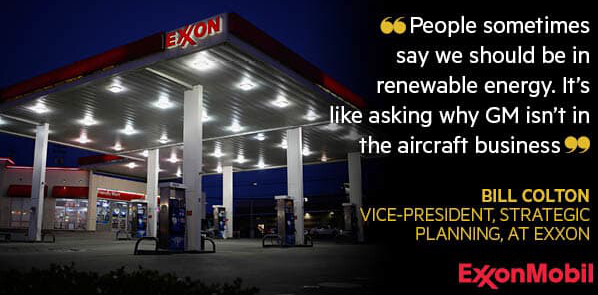 EXXON
“People sometimes
say we should be in
renewable energy. It's
like asking why GM isn't in
the aircraft business”
BILL COLTON
VICE-PRESIDENT, STRATEGIC
PLANNING, AT EXXON
ExxonMobil